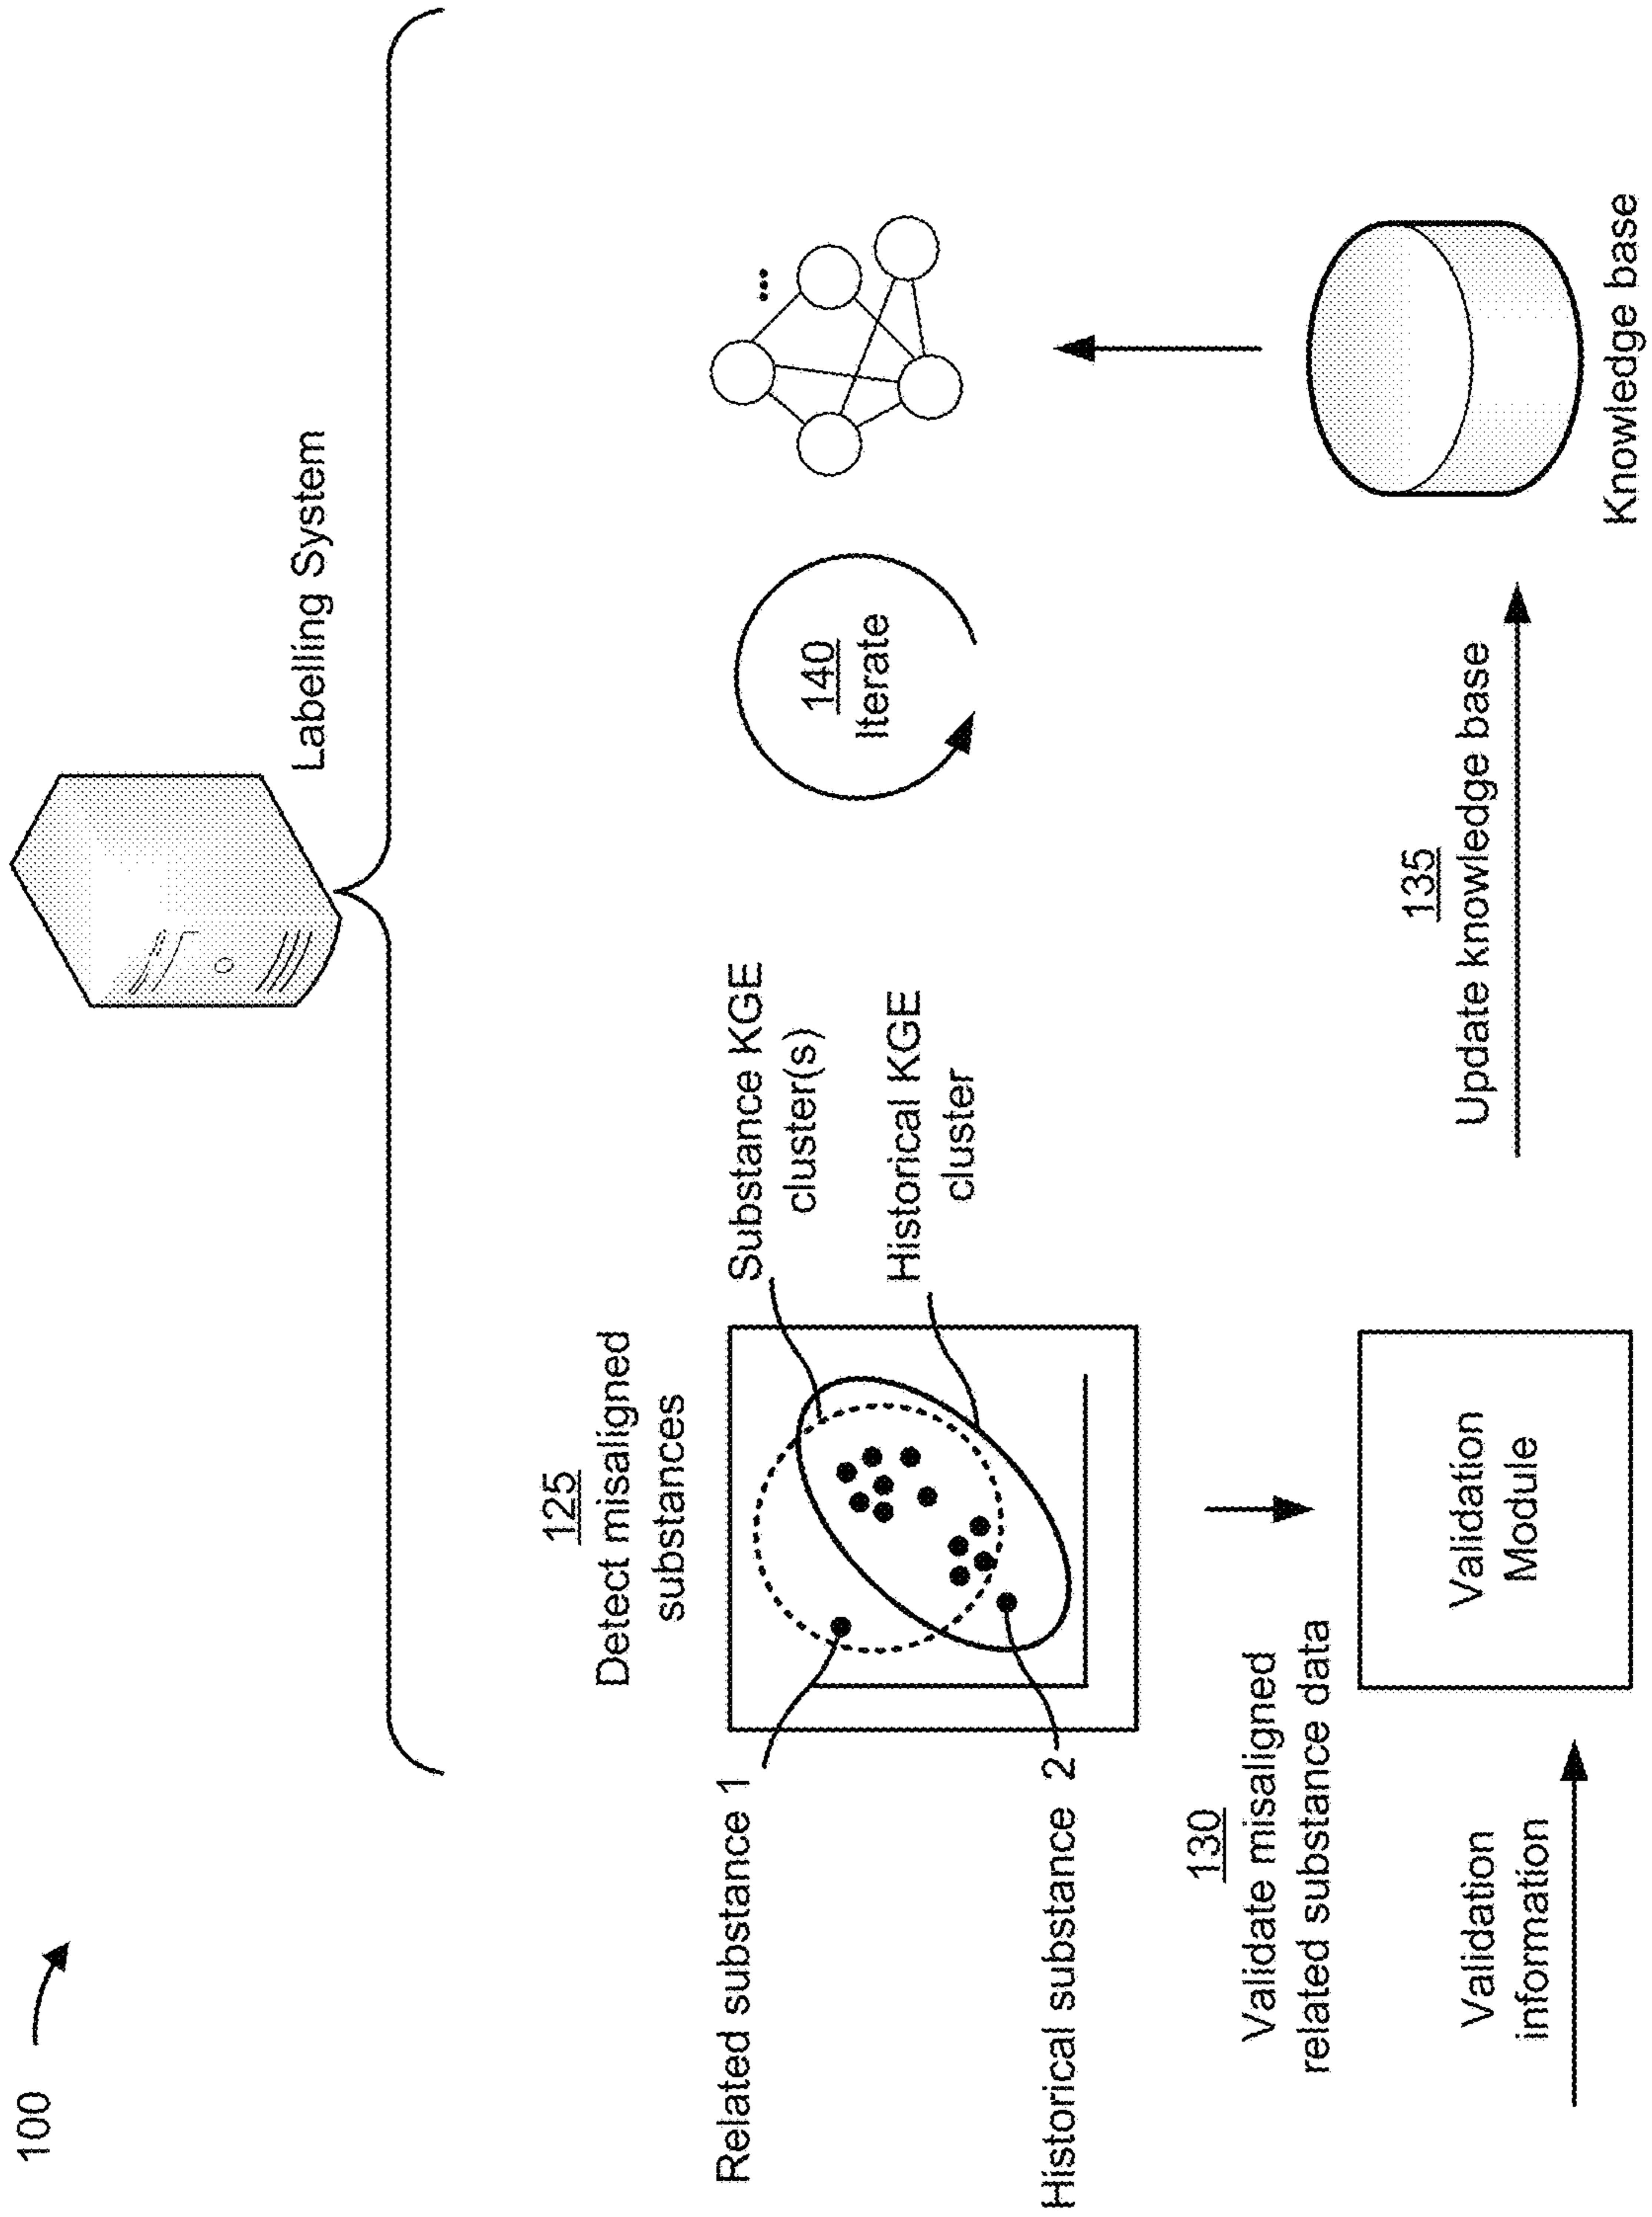 100
Labelling System
125
Detect misaligned
substances
Related substance 1
Substance KGE
cluster(s)
Historical KGE
cluster
Historical substance 2
140
Iterate
130
Validate misaligned
related substance data
Validation
information
Validation
Module
135
Update knowledge base
...
Knowledge base